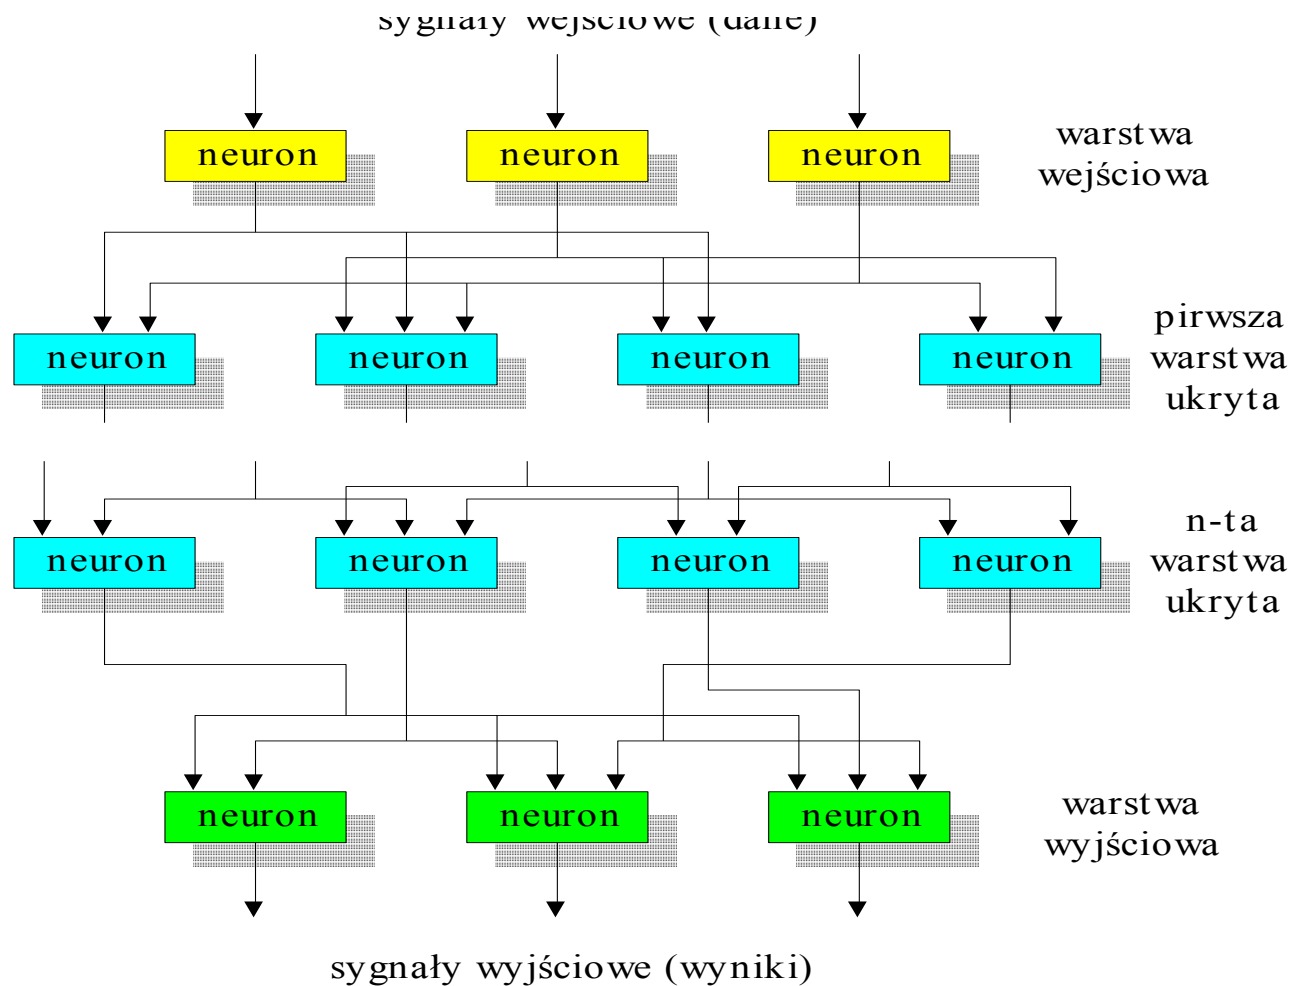 sygnały wejściowe (dane)
neuron neuron neuron
warstwa
wejściowa
neuron neuron neuron neuron
pirwsza
warstwa
ukryta
neuron neuron neuron neuron
n-ta
warstwa
ukryta
neuron neuron neuron
warstwa
wyjściowa
sygnały wyjściowe (wyniki)